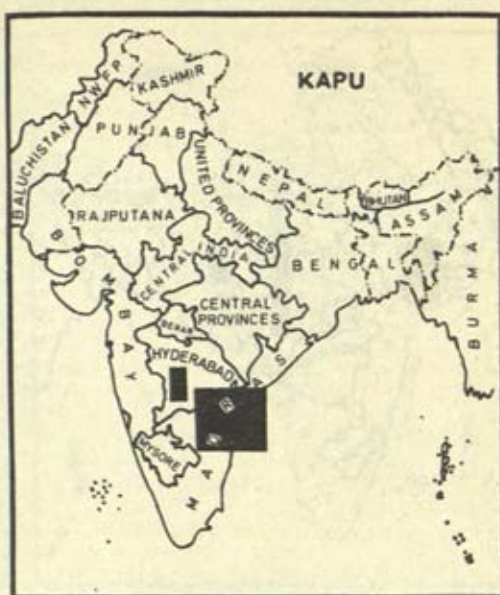 KAPU
NWFP
KASHMIR
BALUCHISTAN
PUNJAB
UNITED PROVINCES
NEPAL
BHUTAN
ASSAM
RAJPUTANA
BOMBAY
CENTRAL INDIA
BENGAL
BURMA
CENTRAL
PROVINCES
BERAR
HYDERABAD
MYSORE
M A
A S